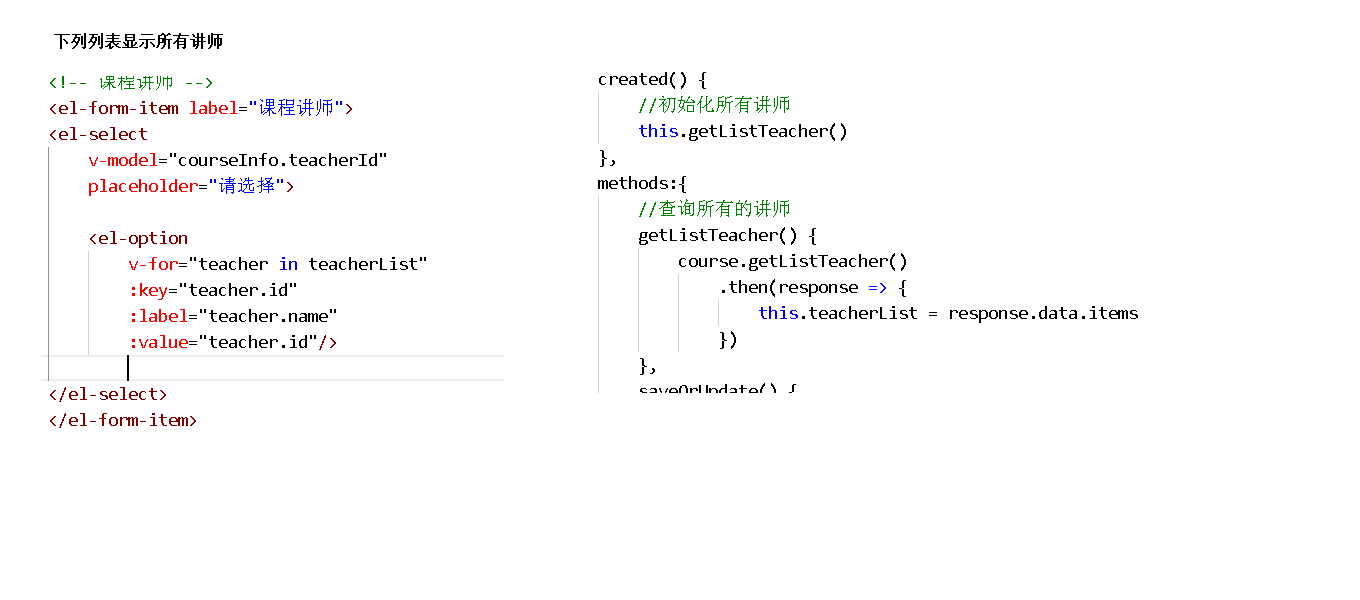 下列列表显示所有讲师
<!-- 课程讲师 -->
<el-form-item label="课程讲师">
<el-select
v-model="courseInfo.teacherId"
placeholder="请选择">
<el-option
v-for="teacher in teacherList"
:key="teacher.id"
:label="teacher.name"
:value="teacher.id"/>
</el-select>
</el-form-item>
created() {
//初始化所有讲师
this.getListTeacher()
},
methods:{
//查询所有的讲师
getListTeacher() {
course.getListTeacher()
.then(response => {
this.teacherList = response.data.items
})
},
saveOrUpdate() {